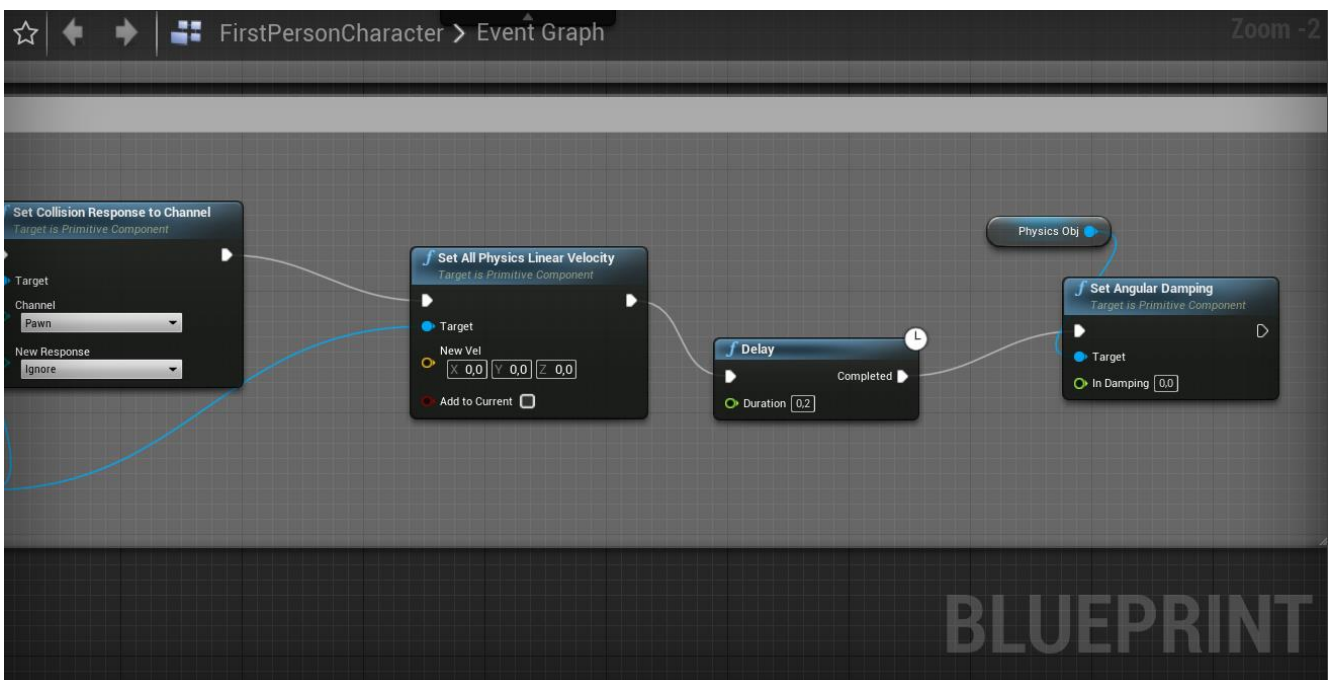 FirstPersonCharacter > Event Graph
Zoom -2
Set Collision Response to Channel
Target is Primitive Component
Target
Channel
Pawn
New Response
Ignore
f Set All Physics Linear Velocity
Target is Primitive Component
Target
New Vel
X 0,0 Y 0,0 Z 0,0
Add to Current
f Delay
Completed
Duration 0,2
Physics Obj
f Set Angular Damping
Target is Primitive Component
Target
In Damping 0,0
BLUEPRINT